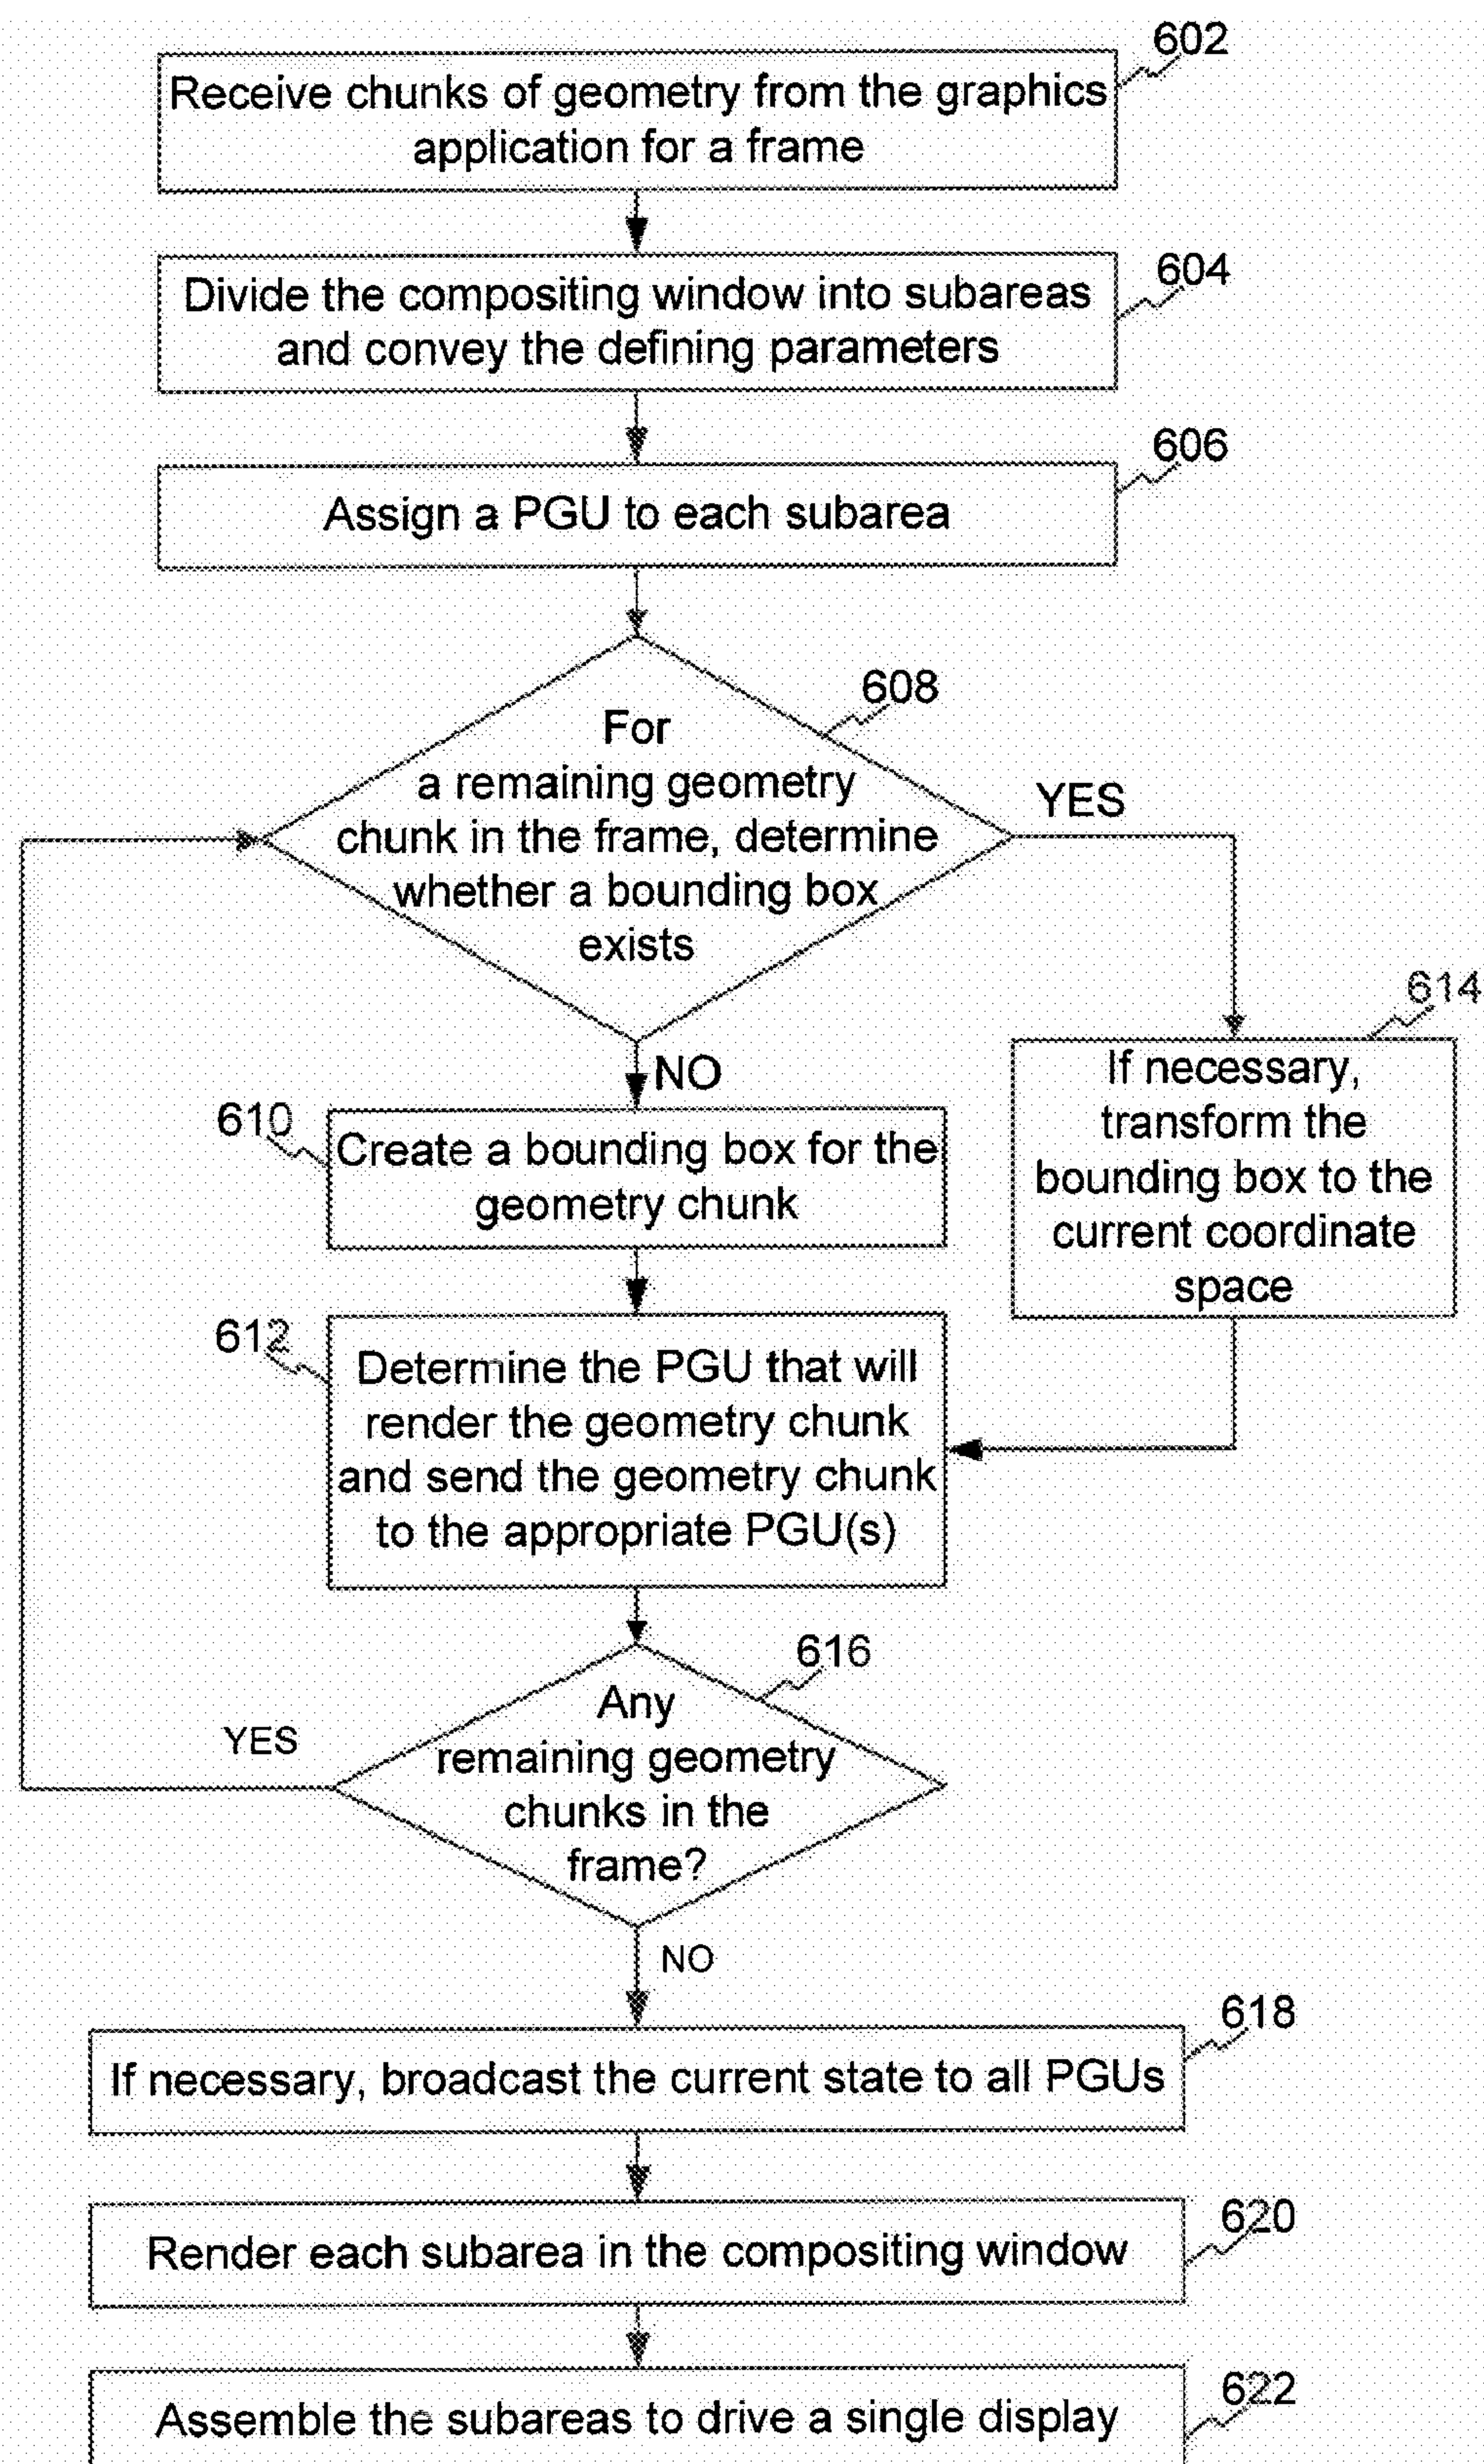 602
Receive chunks of geometry from the graphics
application for a frame
604
Divide the compositing window into subareas
and convey the defining parameters
606
Assign a PGU to each subarea
608
For
a remaining geometry
chunk in the frame, determine
whether a bounding box
exists
YES
614
If necessary,
transform the
bounding box to the
current coordinate
space
NO
610
Create a bounding box for the
geometry chunk
612
Determine the PGU that will
render the geometry chunk
and send the geometry chunk
to the appropriate PGU(s)
616
Any
remaining geometry
chunks in the
frame?
YES
NO
618
If necessary, broadcast the current state to all PGUs
620
Render each subarea in the compositing window
622
Assemble the subareas to drive a single display